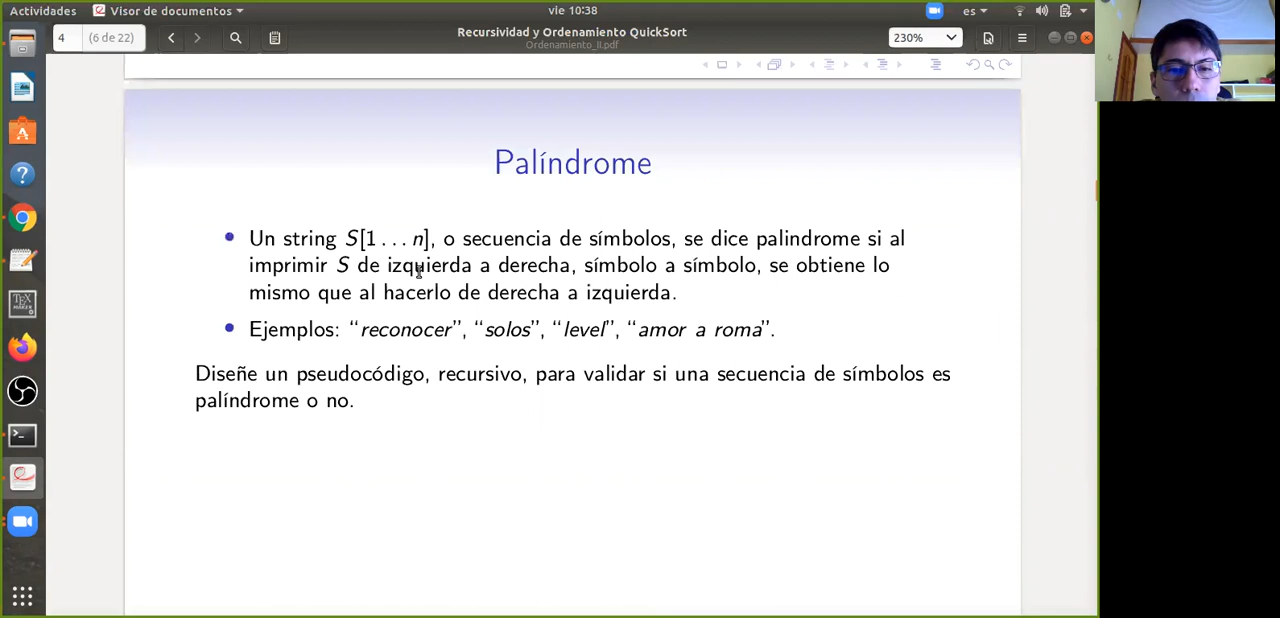 Actividades
Visor de documentos
vie 10:38
es
4
(6 de 22)
Recursividad y Ordenamiento QuickSort
Ordenamiento_II.pdf
230%
Palíndrome
Un string S[1 . . . n], o secuencia de símbolos, se dice palindrome si al
imprimir S de izquierda a derecha, símbolo a símbolo, se obtiene lo
mismo que al hacerlo de derecha a izquierda.
Ejemplos: “reconocer”, “solos”, “level”, “amor a roma”.
Diseñe un pseudocódigo, recursivo, para validar si una secuencia de símbolos es
palíndrome o no.